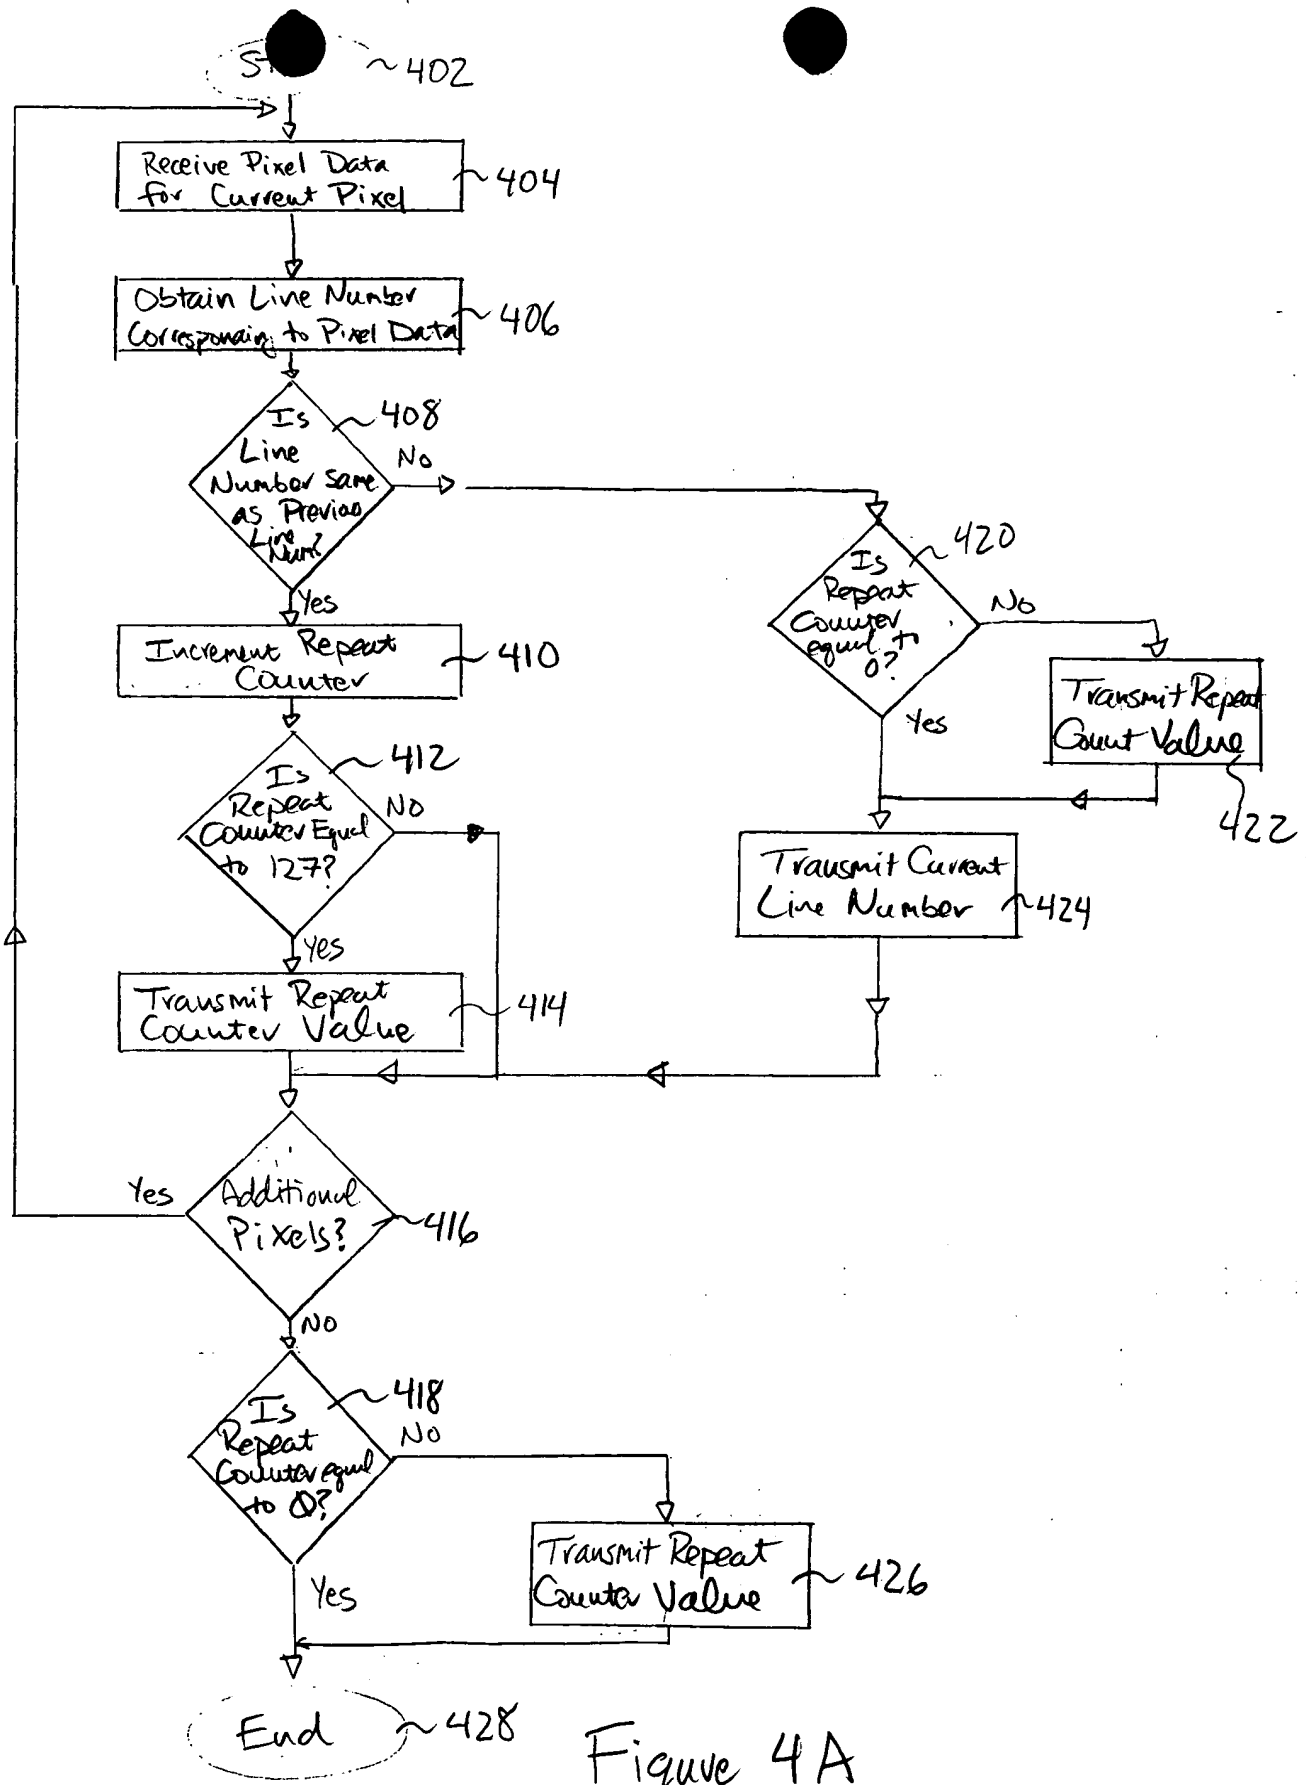 402
Receive Pixel Data
for Current Pixel
404
Obtain Line Number
Corresponding to Pixel Data
406
Is
Line
Number Same
as Previou
Line
Num?
408
No
Yes
Increment Repeat
Counter
410
Is
Repeat
Counter Equal
to 127?
412
No
Yes
Transmit Repeat
Counter Value
414
Is
Repeat
Counter
equal to
0?
420
No
Yes
Transmit Repeat
Count Value
422
Transmit Current
Line Number
424
Additional
Pixels?
416
Yes
No
Is
Repeat
Counter equal
to 0?
418
No
Yes
Transmit Repeat
Counter Value
426
End
428
Figure 4A